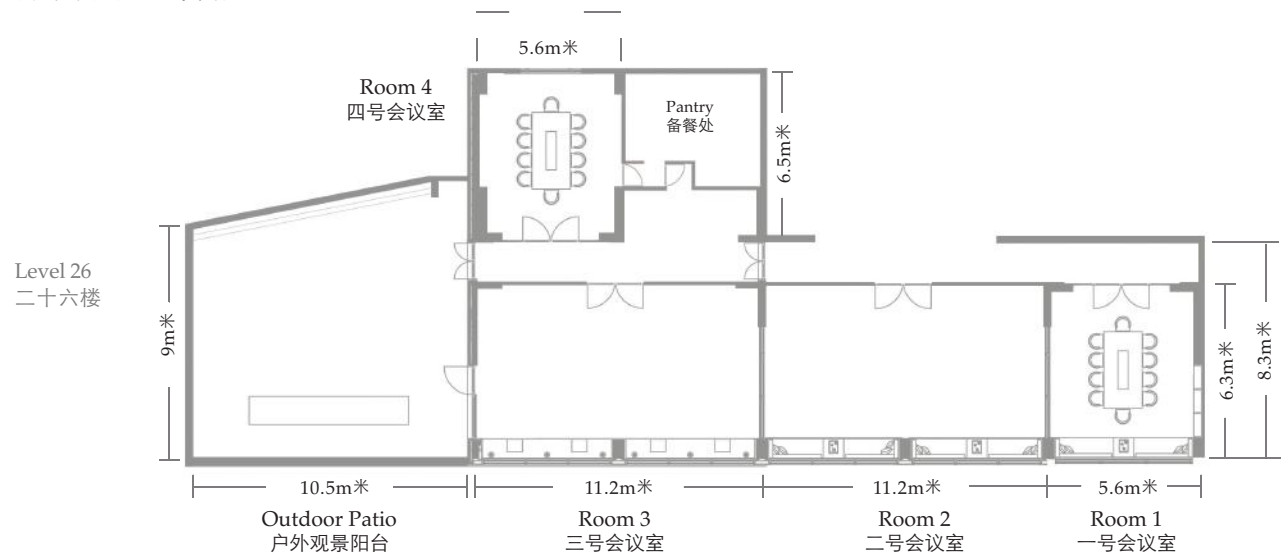 5.6m米
Room 4
四号会议室
Pantry
备餐处
6.5m米
Level 26
二十六楼
9m米
6.3m米
8.3m米
10.5m米
11.2m米
11.2m米
5.6m米
Outdoor Patio
户外观景阳台
Room 3
三号会议室
Room 2
二号会议室
Room 1
一号会议室